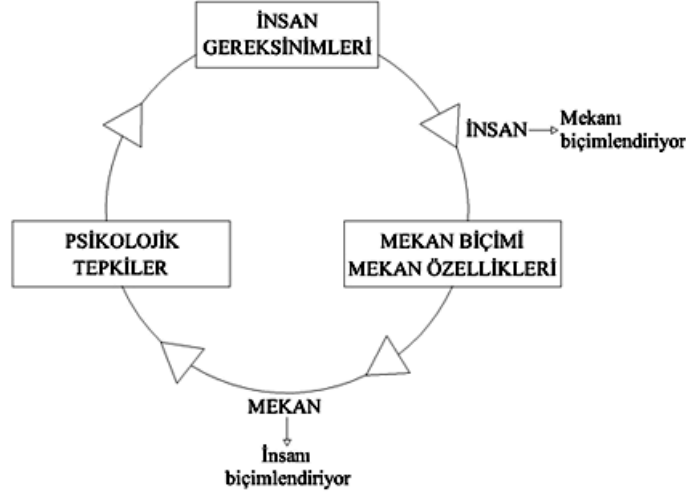 İNSAN
GEREKSİNİMLERİ
İNSAN
Mekanı
biçimlendiriyor
PSİKOLOJİK
TEPKİLER
MEKAN BİÇİMİ
MEKAN ÖZELLİKLERİ
MEKAN
İnsanı
biçimlendiriyor